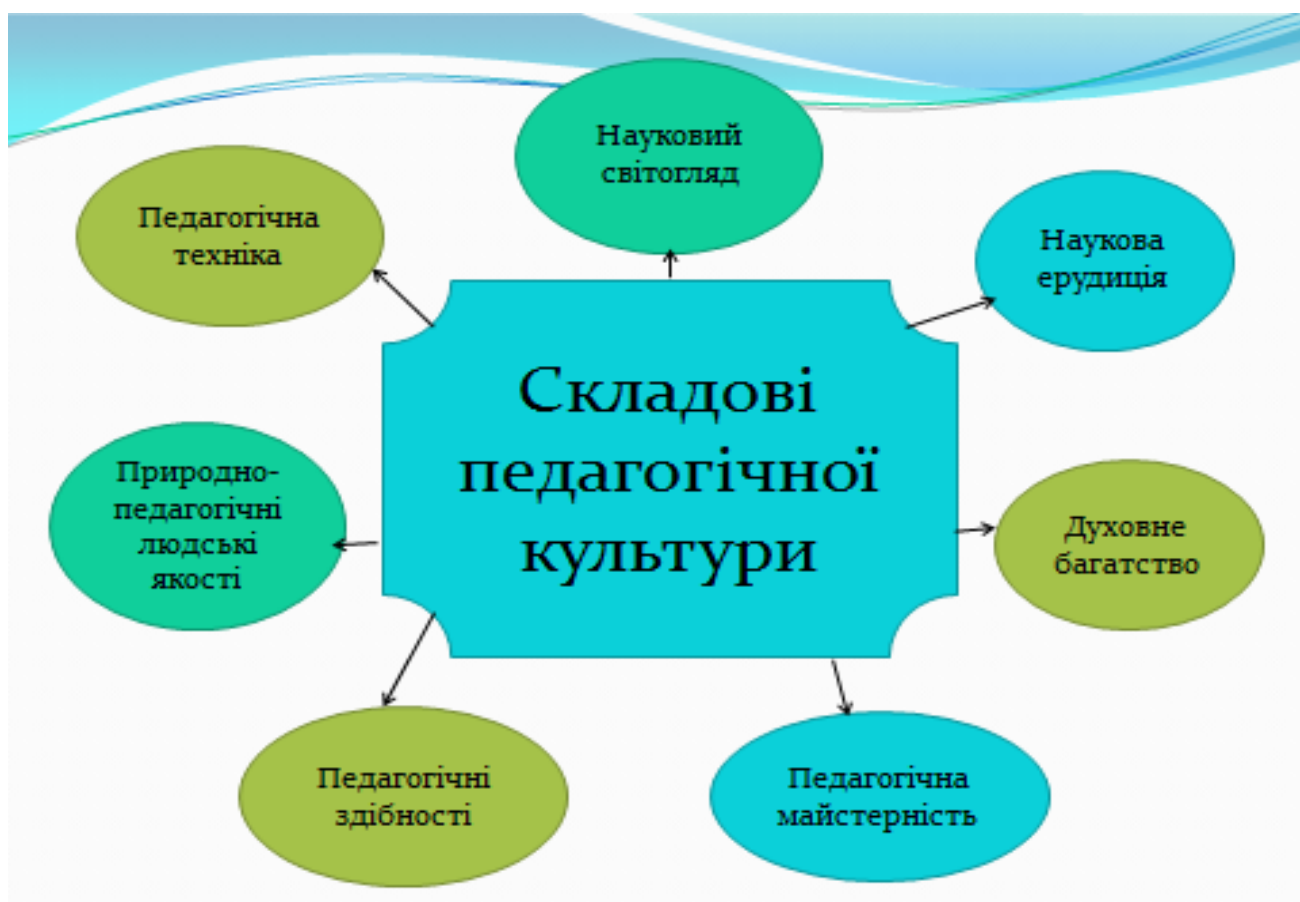 Науковий
світогляд
Педагогічна
техніка
Наукова
ерудиція
Складові
педагогічної
культури
Природно-
педагогічні
людські
якості
Духовне
багатство
Педагогічні
здібності
Педагогічна
майстерність